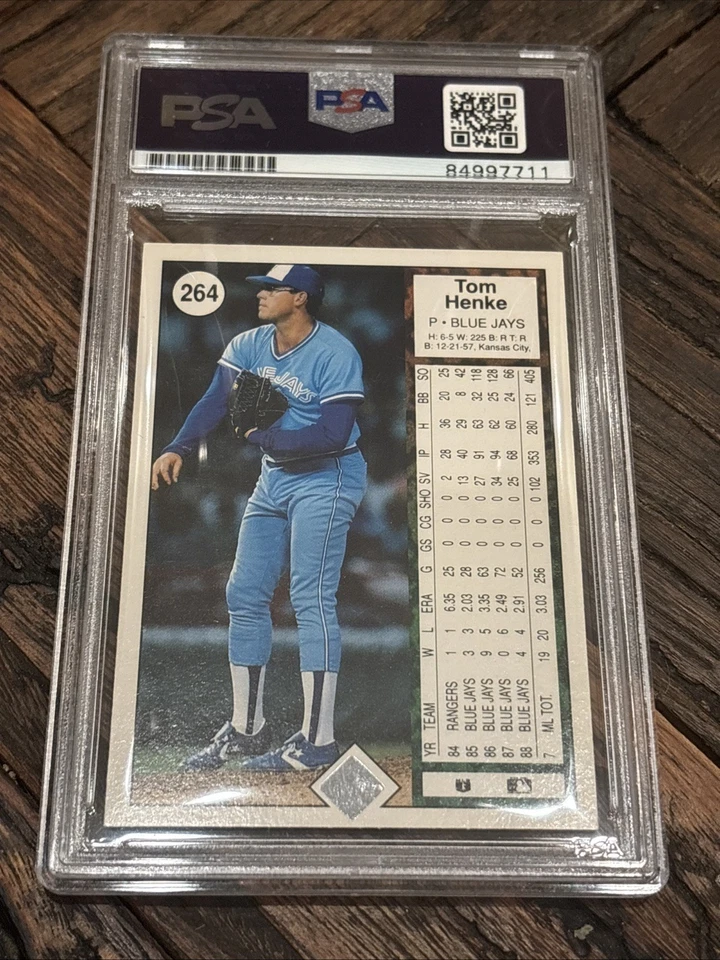 PSA
PSA
84997711
264
BLUE JAYS
Tom
Henke
P • BLUE JAYS
H: 6-5 W: 225 B: R T: R
B: 12-21-57, Kansas City,
YR TEAM W L ERA G GS CG SHO SV IP H BB SO
84 RANGERS 1 1 6.35 25 0 0 0 2 28 36 20 25
85 BLUE JAYS 3 3 2.03 28 0 0 0 13 40 29 8 42
86 BLUE JAYS 9 5 3.35 63 0 0 0 27 91 63 32 118
87 BLUE JAYS 0 6 2.49 72 0 0 0 34 94 62 25 128
88 BLUE JAYS 4 4 2.91 52 0 0 0 25 68 60 24 66
7 ML TOT. 19 20 3.03 256 0 0 0 102 353 280 121 405
PSA